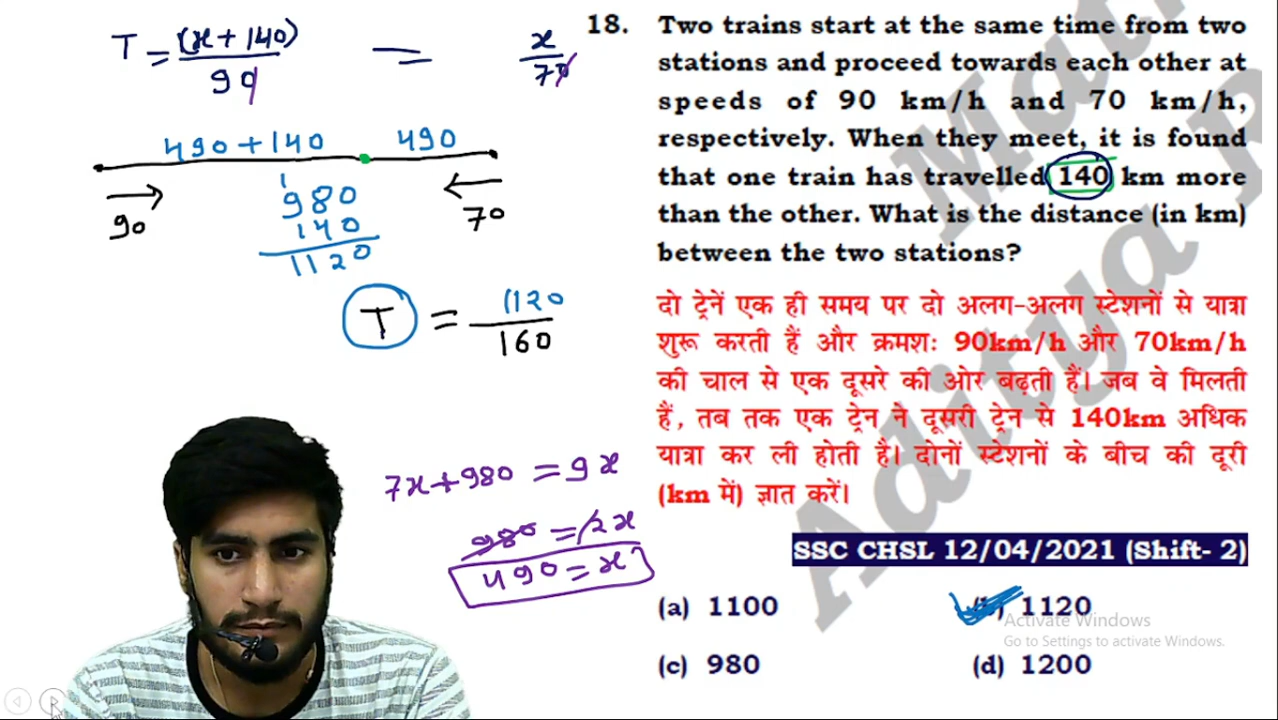 T = (x + 140) / 90 = x / 70
490 + 140 490
90 70
1
980
140
1120
T = 1120 / 160
7x + 980 = 9x
980 = 2x
490 = x
18. Two trains start at the same time from two
stations and proceed towards each other at
speeds of 90 km/h and 70 km/h,
respectively. When they meet, it is found
that one train has travelled 140 km more
than the other. What is the distance (in km)
between the two stations?
दो ट्रेनें एक ही समय पर दो अलग-अलग स्टेशनों से यात्रा
शुरू करती हैं और क्रमशः 90km/h और 70km/h
की चाल से एक दूसरे की ओर बढ़ती हैं। जब वे मिलती
हैं, तब तक एक ट्रेन ने दूसरी ट्रेन से 140km अधिक
यात्रा कर ली होती है। दोनों स्टेशनों के बीच की दूरी
(km में) ज्ञात करें।
SSC CHSL 12/04/2021 (Shift- 2)
(a) 1100 (b) 1120
(c) 980 (d) 1200
Activate Windows
Go to Settings to activate Windows.
Aditya